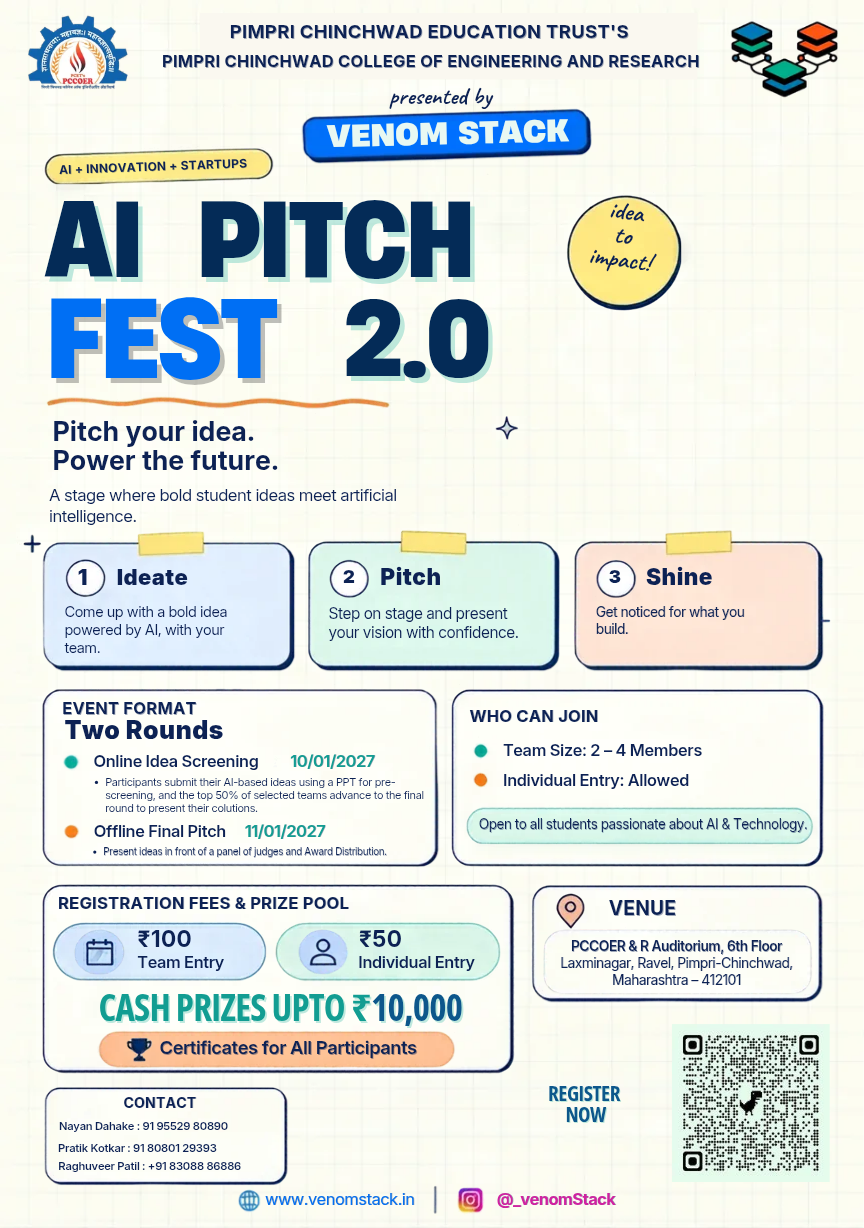 PIMPRI CHINCHWAD EDUCATION TRUST'S
PIMPRI CHINCHWAD COLLEGE OF ENGINEERING AND RESEARCH
PCET's
PCCOER
presented by
VENOM STACK
AI + INNOVATION + STARTUPS
AI PITCH
FEST 2.0
idea
to
impact!
Pitch your idea.
Power the future.
A stage where bold student ideas meet artificial
intelligence.
1 Ideate
Come up with a bold idea
powered by AI, with your
team.
2 Pitch
Step on stage and present
your vision with confidence.
3 Shine
Get noticed for what you
build.
EVENT FORMAT
Two Rounds
Online Idea Screening 10/01/2027
• Participants submit their AI-based ideas using a PPT for pre-
screening, and the top 50% of selected teams advance to the final
round to present their colutions.
Offline Final Pitch 11/01/2027
• Present ideas in front of a panel of judges and Award Distribution.
WHO CAN JOIN
Team Size: 2 – 4 Members
Individual Entry: Allowed
Open to all students passionate about AI & Technology.
REGISTRATION FEES & PRIZE POOL
₹100
Team Entry
₹50
Individual Entry
CASH PRIZES UPTO ₹10,000
Certificates for All Participants
VENUE
PCCOER & R Auditorium, 6th Floor
Laxminagar, Ravel, Pimpri-Chinchwad,
Maharashtra – 412101
CONTACT
Nayan Dahake : 91 95529 80890
Pratik Kotkar : 91 80801 29393
Raghuveer Patil : +91 83088 86886
REGISTER
NOW
www.venomstack.in
@_venomStack